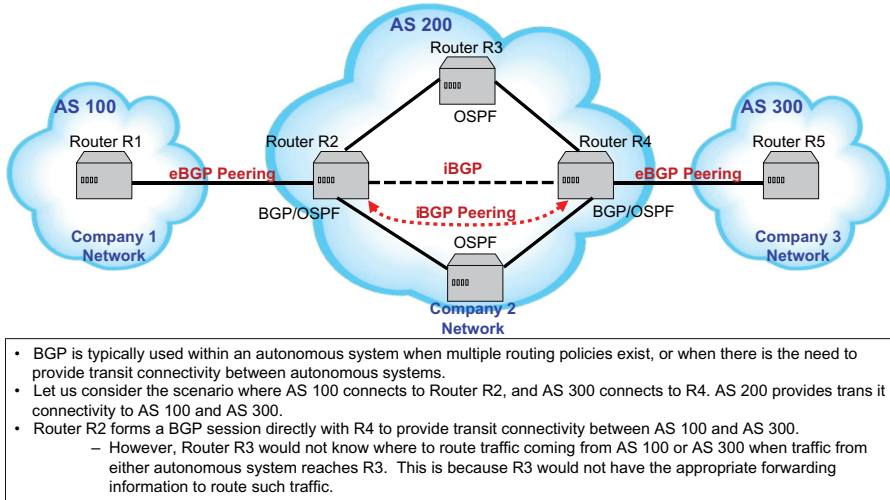 AS 200
Router R3
AS 100
AS 300
OSPF
Router R1
Router R2
Router R4
Router R5
eBGP Peering
iBGP
eBGP Peering
iBGP Peering
BGP/OSPF
BGP/OSPF
Company 1
Network
OSPF
Company 3
Network
Company 2
Network
• BGP is typically used within an autonomous system when multiple routing policies exist, or when there is the need to
provide transit connectivity between autonomous systems.
• Let us consider the scenario where AS 100 connects to Router R2, and AS 300 connects to R4. AS 200 provides trans it
connectivity to AS 100 and AS 300.
• Router R2 forms a BGP session directly with R4 to provide transit connectivity between AS 100 and AS 300.
– However, Router R3 would not know where to route traffic coming from AS 100 or AS 300 when traffic from
either autonomous system reaches R3. This is because R3 would not have the appropriate forwarding
information to route such traffic.